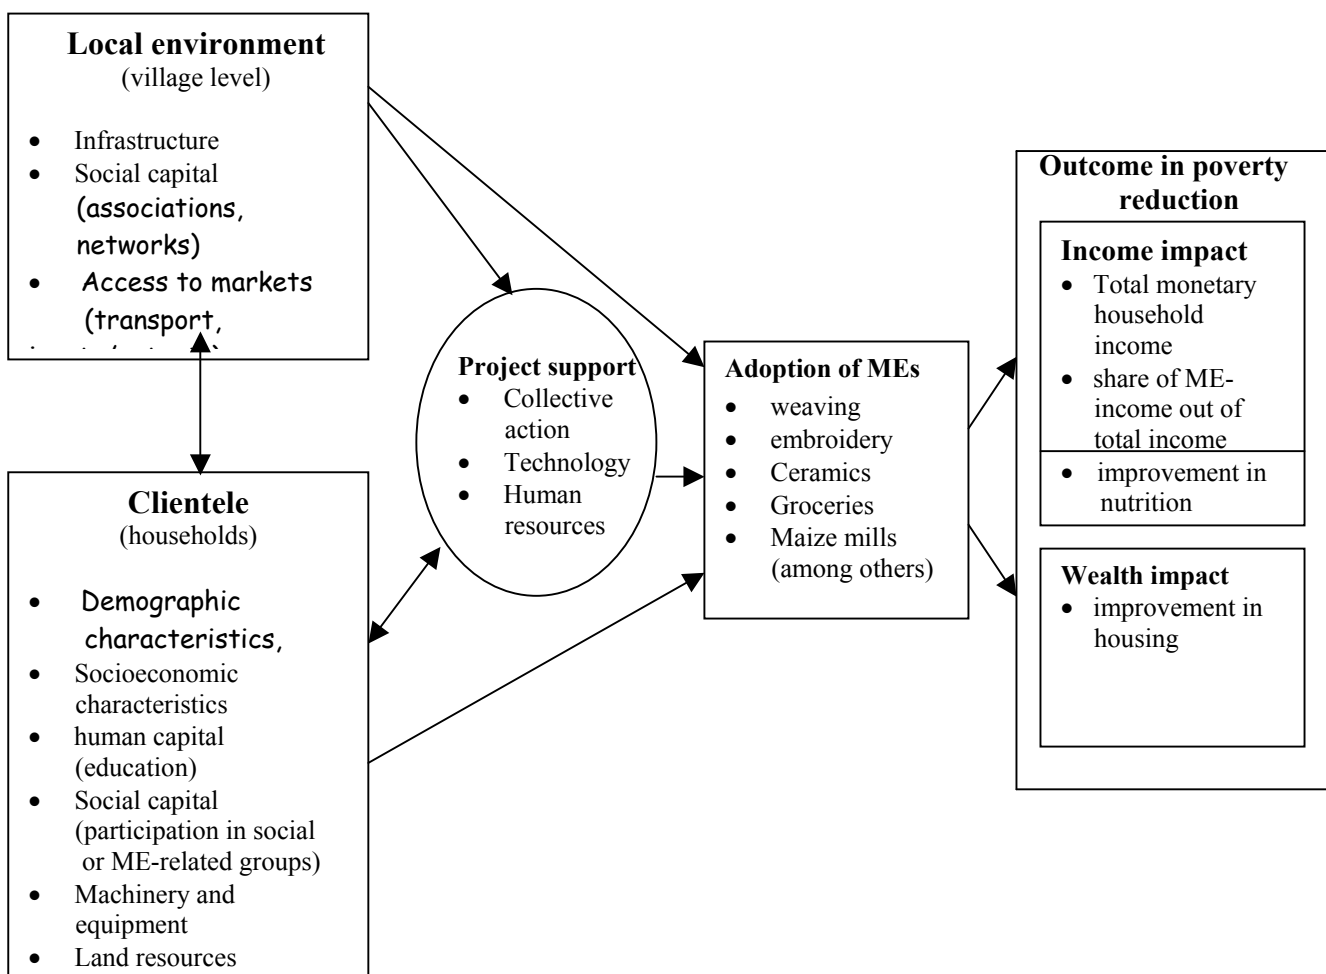 Local environment
(village level)
• Infrastructure
• Social capital
(associations,
networks)
• Access to markets
(transport,
Clientele
(households)
• Demographic
characteristics,
• Socioeconomic
characteristics
• human capital
(education)
• Social capital
(participation in social
or ME-related groups)
• Machinery and
equipment
• Land resources
Project support
• Collective
action
• Technology
• Human
resources
Adoption of MEs
• weaving
• embroidery
• Ceramics
• Groceries
• Maize mills
(among others)
Outcome in poverty
reduction
Income impact
• Total monetary
household
income
• share of ME-
income out of
total income
• improvement in
nutrition
Wealth impact
• improvement in
housing